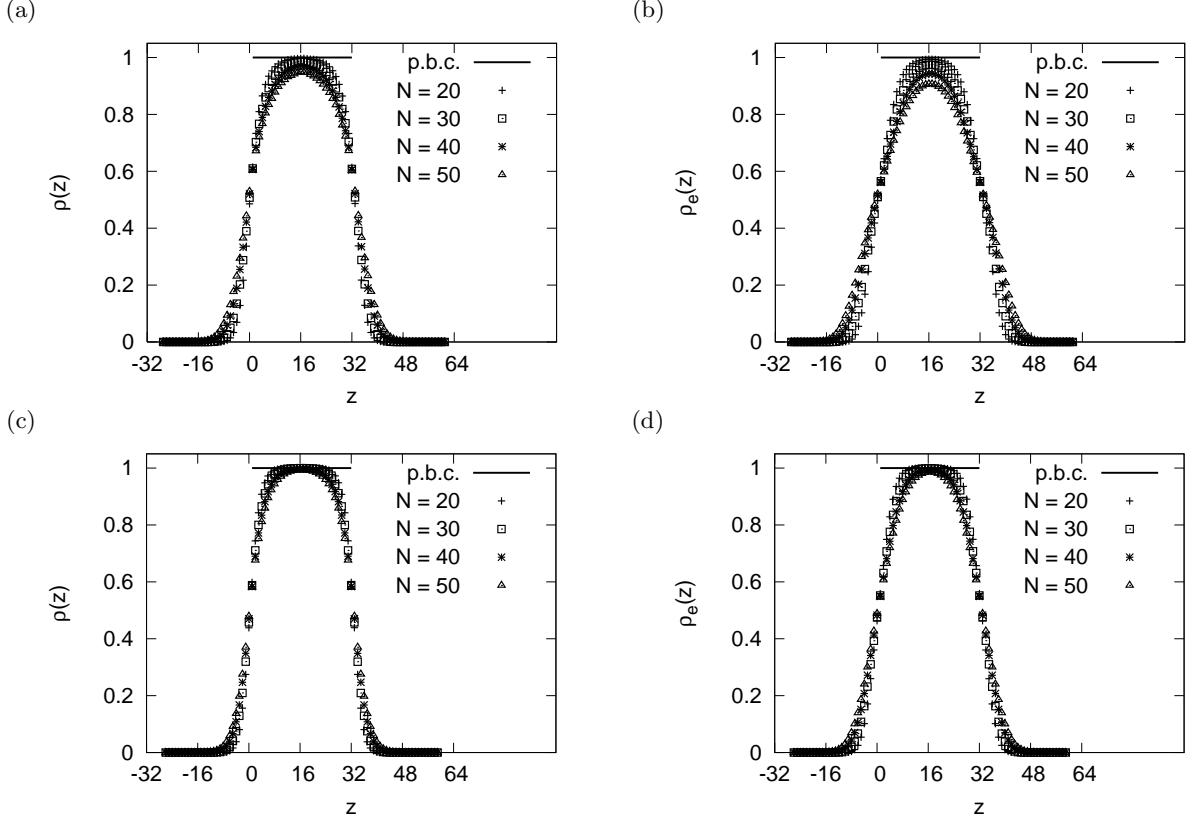 (a)
ρ(z)
1
0.8
0.6
0.4
0.2
0
-32 -16 0 16 32 48 64
z
p.b.c.
N = 20
N = 30
N = 40
N = 50
(b)
ρe(z)
1
0.8
0.6
0.4
0.2
0
-32 -16 0 16 32 48 64
z
p.b.c.
N = 20
N = 30
N = 40
N = 50
(c)
ρ(z)
1
0.8
0.6
0.4
0.2
0
-32 -16 0 16 32 48 64
z
p.b.c.
N = 20
N = 30
N = 40
N = 50
(d)
ρe(z)
1
0.8
0.6
0.4
0.2
0
-32 -16 0 16 32 48 64
z
p.b.c.
N = 20
N = 30
N = 40
N = 50